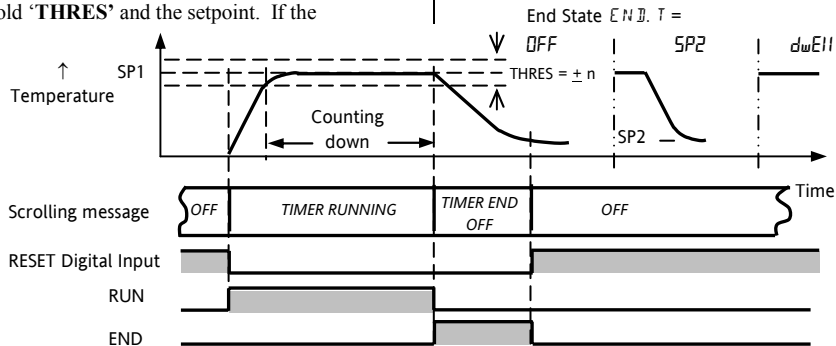 old ‘THRES’ and the setpoint. If the
End State END. T =
OFF SP2 dwEll
↑ SP1
Temperature
THRES = ± n
Counting
down
SP2
Time
Scrolling message OFF TIMER RUNNING TIMER END OFF OFF
RESET Digital Input
RUN
END